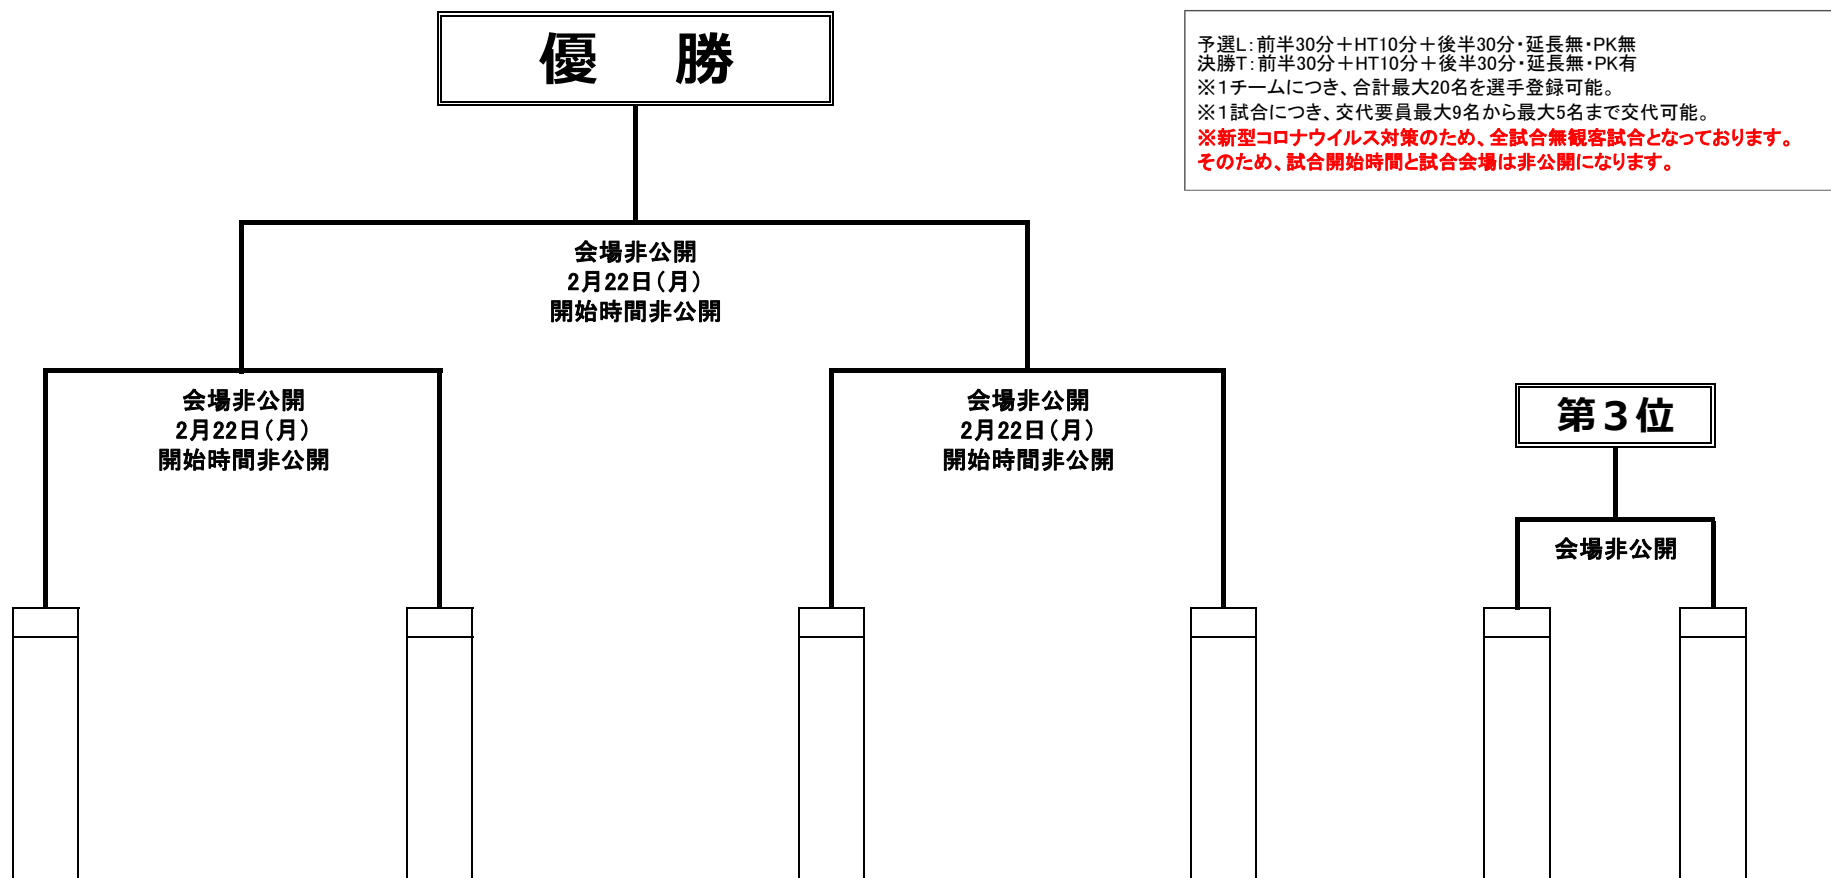 優　勝
予選L:前半30分＋HT10分＋後半30分・延長無・PK無
決勝T:前半30分＋HT10分＋後半30分・延長無・PK有
※1チームにつき、合計最大20名を選手登録可能。
※1試合につき、交代要員最大9名から最大5名まで交代可能。
※新型コロナウイルス対策のため、全試合無観客試合となっております。
そのため、試合開始時間と試合会場は非公開になります。
会場非公開
2月22日（月）
開始時間非公開
会場非公開
2月22日（月）
開始時間非公開
会場非公開
2月22日（月）
開始時間非公開
第３位
会場非公開